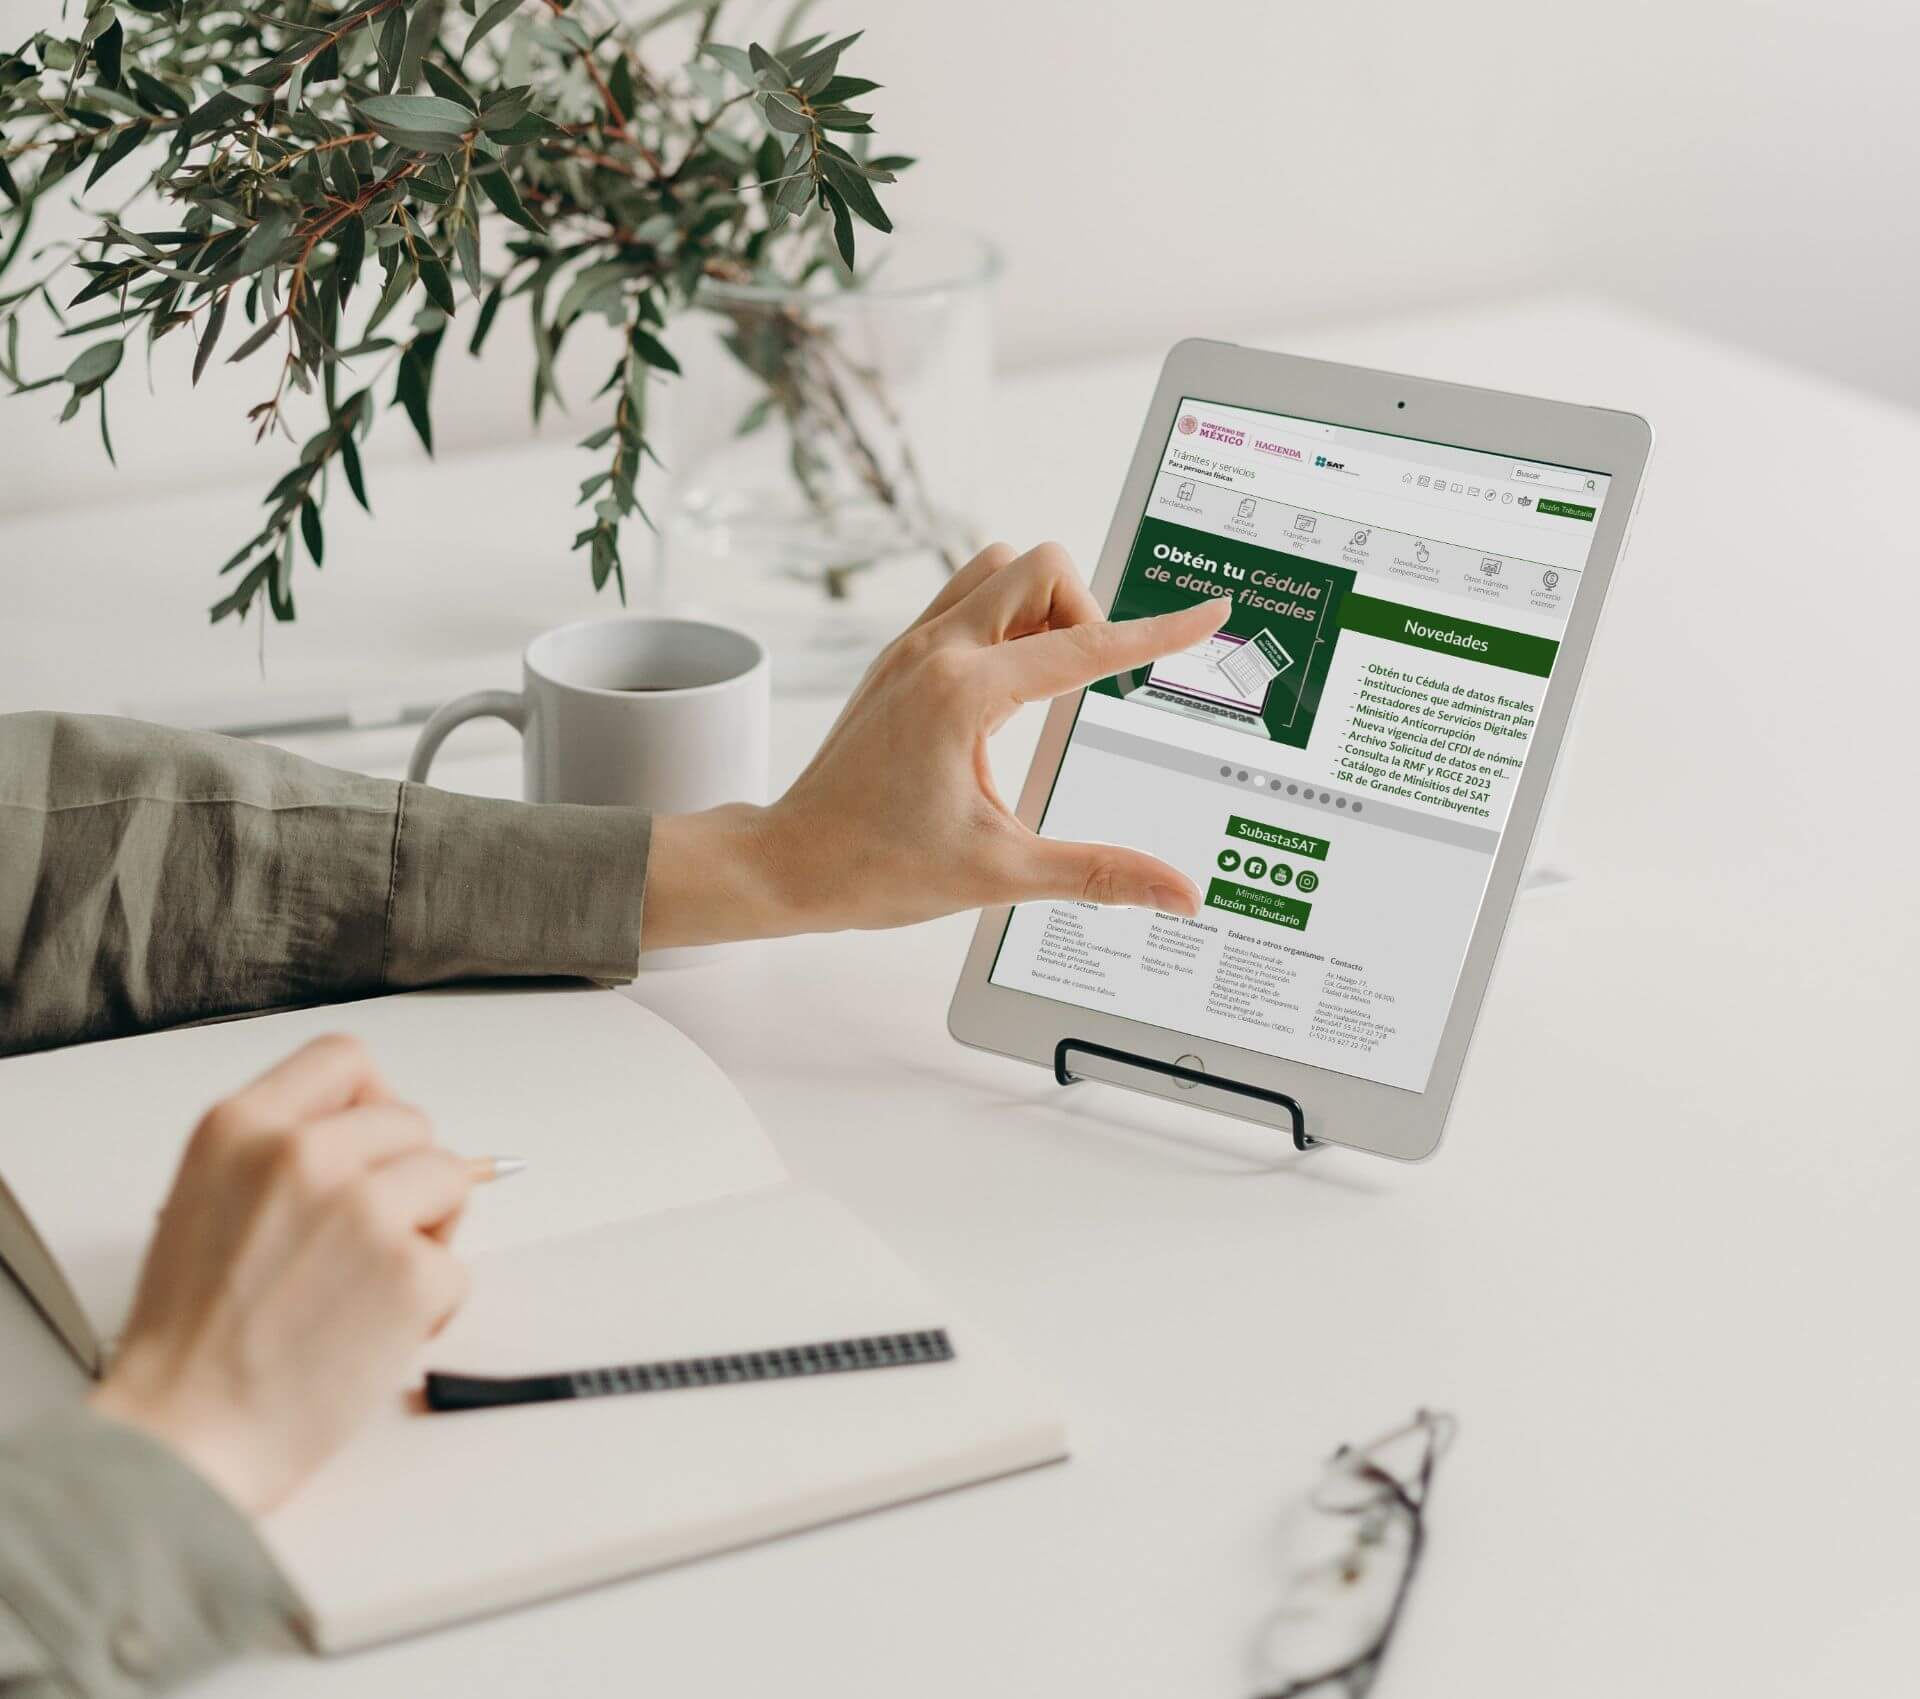 GOBIERNO DE
MÉXICO
HACIENDA
SAT
Buscar
Trámites y servicios
Para personas físicas
Buzón Tributario
Declaraciones
Factura
electrónica
Trámites del
RFC
Adeudos
fiscales
Devoluciones y
compensaciones
Otros trámites
y servicios
Comercio
exterior
Obtén tu Cédula
de datos fiscales
Novedades
- Obtén tu Cédula de datos fiscales
- Instituciones que administran plan
- Prestadores de Servicios Digitales
- Minisitio Anticorrupción
- Nueva vigencia del CFDI de nómina
- Archivo Solicitud de datos en el...
- Consulta la RMF y RGCE 2023
- Catálogo de Minisitios del SAT
- ISR de Grandes Contribuyentes
SubastaSAT
Minisitio de
Buzón Tributario
Noticias
Calendario
Orientación
Derechos del Contribuyente
Datos abiertos
Aviso de privacidad
Denuncia a factureras
Buzón Tributario
Mis notificaciones
Mis comunicados
Mis documentos
Habilita tu Buzón
Tributario
Enlaces a otros organismos
Instituto Nacional de
Transparencia, Acceso a la
Información y Protección
de Datos Personales
Sistema de Portales de
Obligaciones de Transparencia
Portal gob.mx
Sistema Integral de
Denuncias Ciudadanas (SIDEC)
Contacto
Av. Hidalgo 77,
Col. Guerrero, C.P. 06300,
Ciudad de México
Atención telefónica
desde cualquier parte del país
MarcaSAT 55 627 22 728
y para el exterior del país
(+52) 55 627 22 728